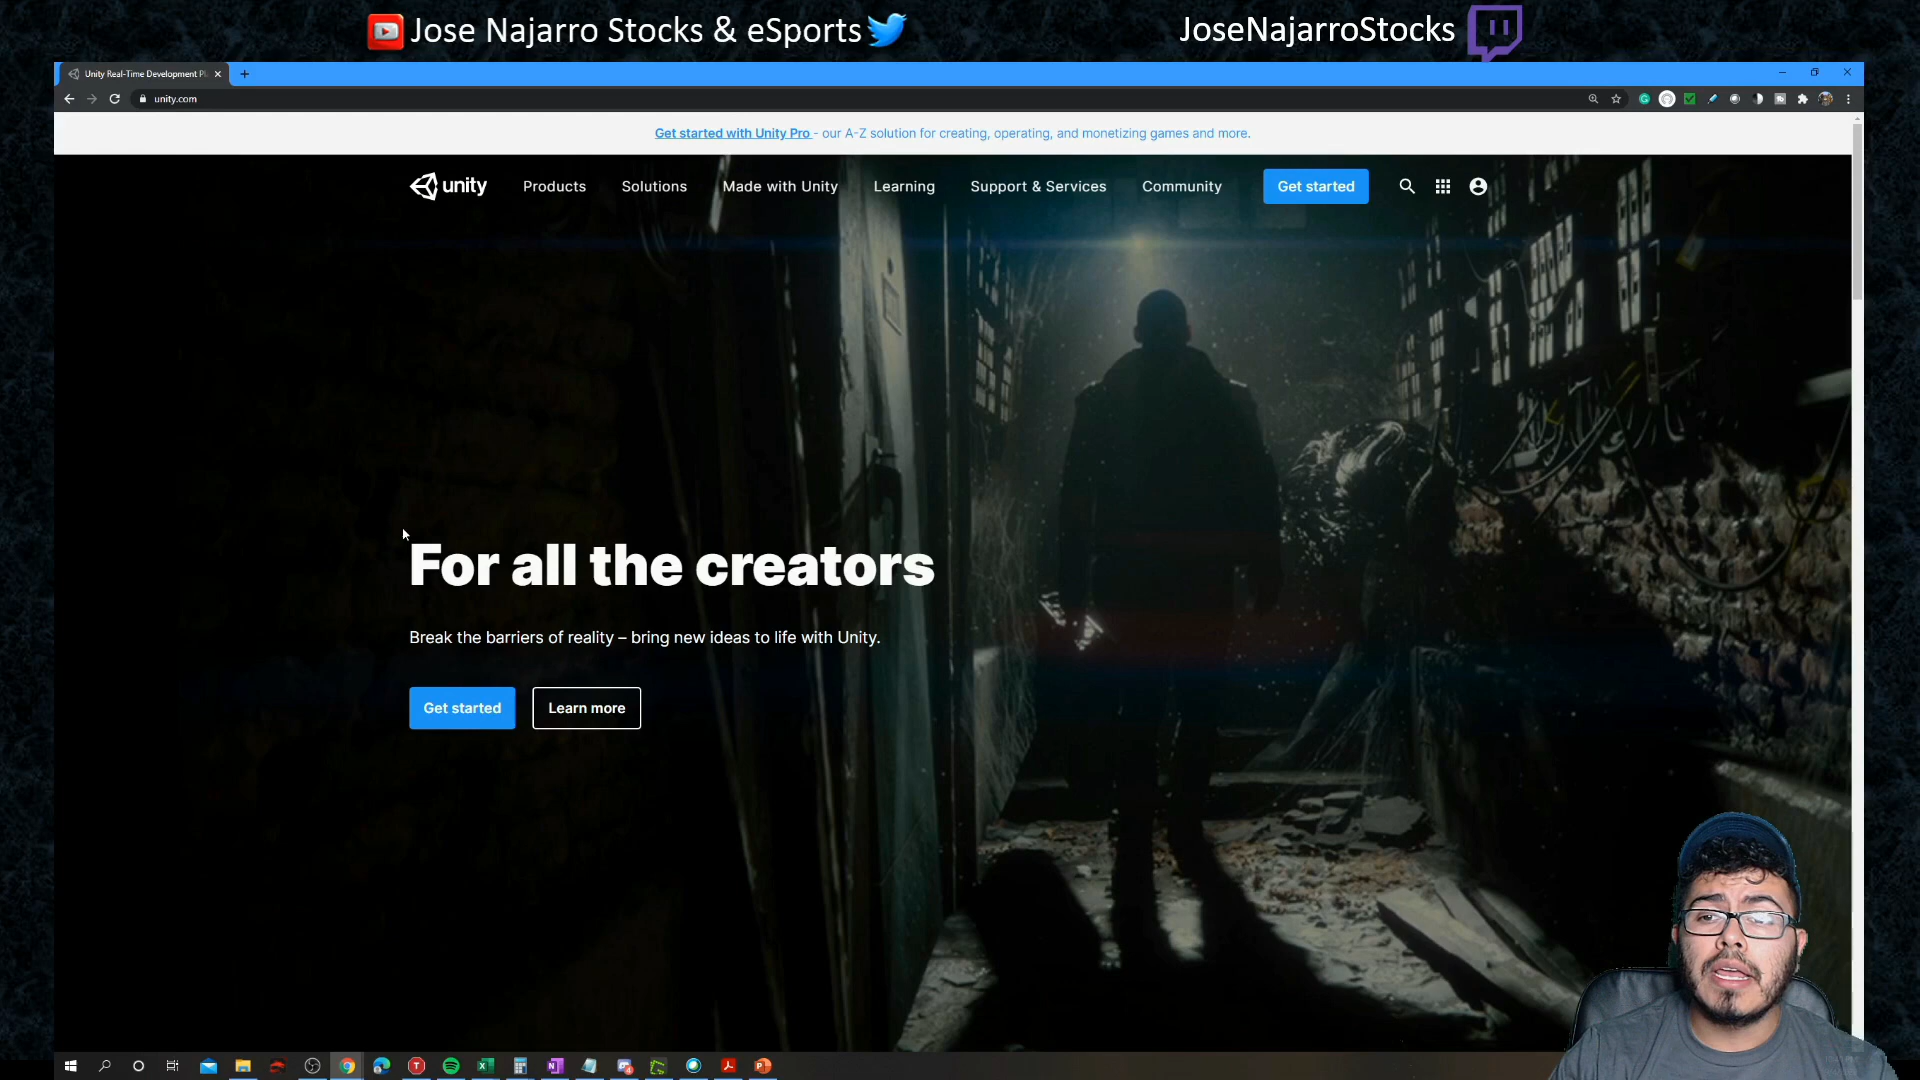 Jose Najarro Stocks & eSports
JoseNajarroStocks
Unity Real-Time Development Pl
unity.com
Get started with Unity Pro - our A-Z solution for creating, operating, and monetizing games and more.
unity
Products
Solutions
Made with Unity
Learning
Support & Services
Community
Get started
For all the creators
Break the barriers of reality – bring new ideas to life with Unity.
Get started
Learn more